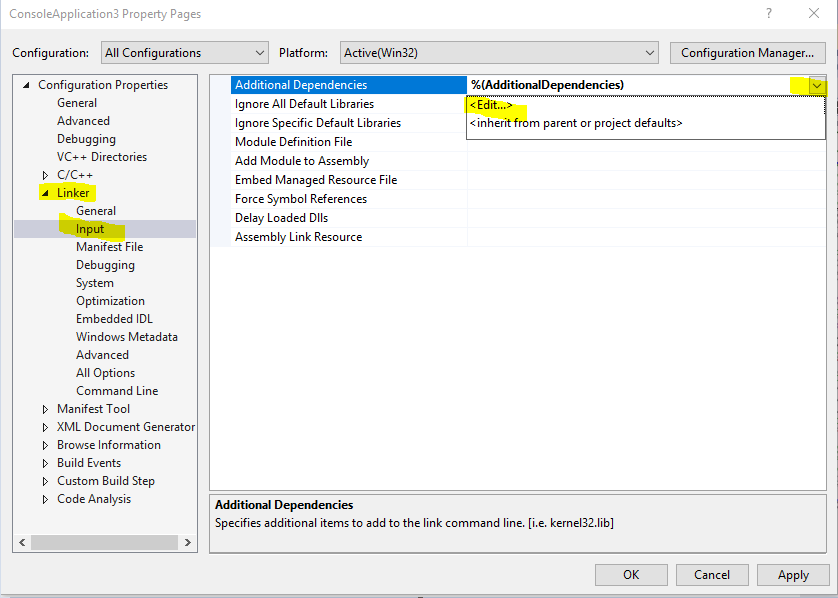 ConsoleApplication3 Property Pages
Configuration: All Configurations Platform: Active(Win32) Configuration Manager...
Configuration Properties
General
Advanced
Debugging
VC++ Directories
C/C++
Linker
General
Input
Manifest File
Debugging
System
Optimization
Embedded IDL
Windows Metadata
Advanced
All Options
Command Line
Manifest Tool
XML Document Generator
Browse Information
Build Events
Custom Build Step
Code Analysis
Additional Dependencies %(AdditionalDependencies)
Ignore All Default Libraries <Edit...>
Ignore Specific Default Libraries <inherit from parent or project defaults>
Module Definition File
Add Module to Assembly
Embed Managed Resource File
Force Symbol References
Delay Loaded Dlls
Assembly Link Resource
Additional Dependencies
Specifies additional items to add to the link command line. [i.e. kernel32.lib]
OK Cancel Apply